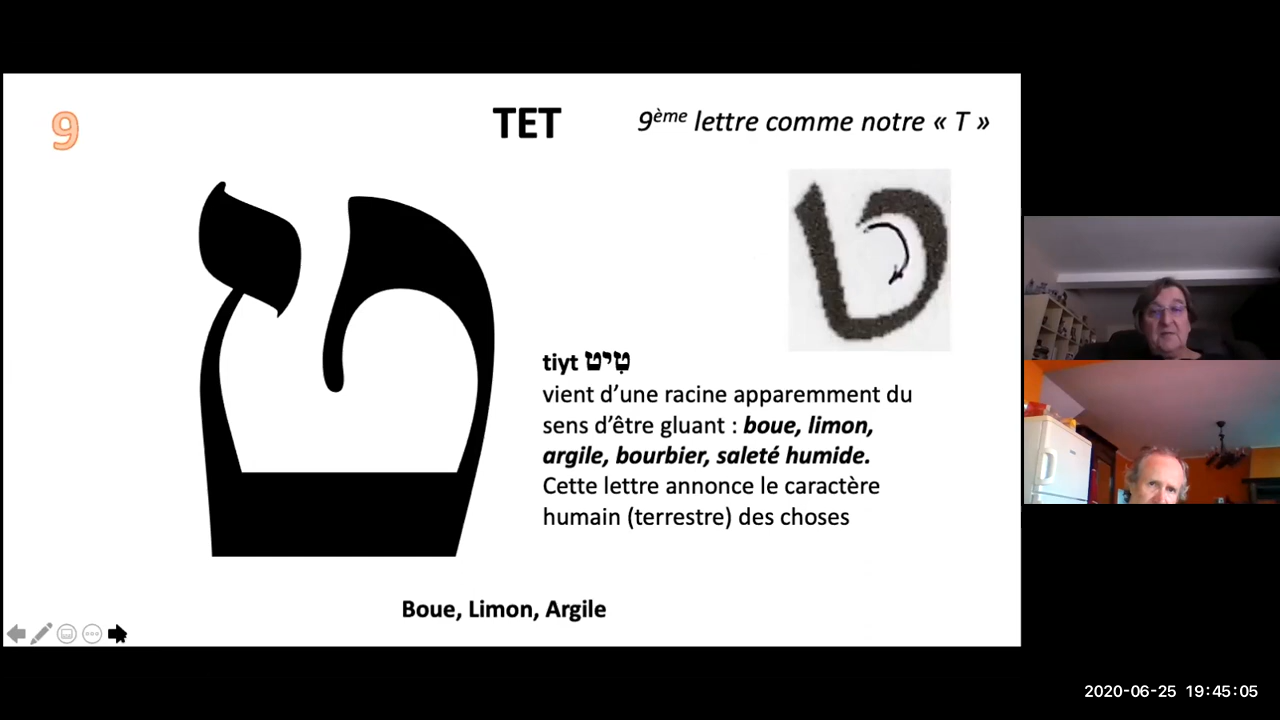 9
TET
9ème lettre comme notre « T »
ט
ט
tiyt טִיט
vient d’une racine apparemment du
sens d’être gluant : boue, limon,
argile, bourbier, saleté humide.
Cette lettre annonce le caractère
humain (terrestre) des choses
Boue, Limon, Argile
2020-06-25 19:45:05